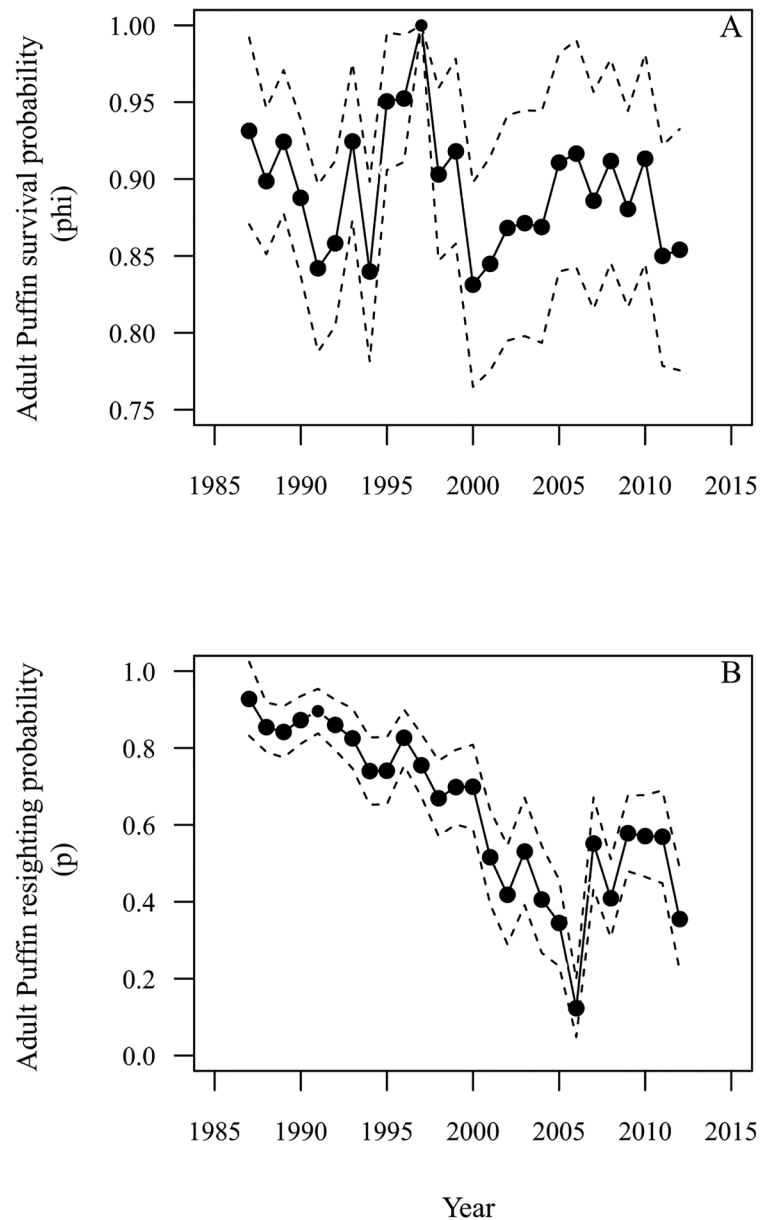 A
Adult Puffin survival probability
(phi)
1.00
0.95
0.90
0.85
0.80
0.75
1985 1990 1995 2000 2005 2010 2015
B
Adult Puffin resighting probability
(p)
1.0
0.8
0.6
0.4
0.2
0.0
1985 1990 1995 2000 2005 2010 2015
Year